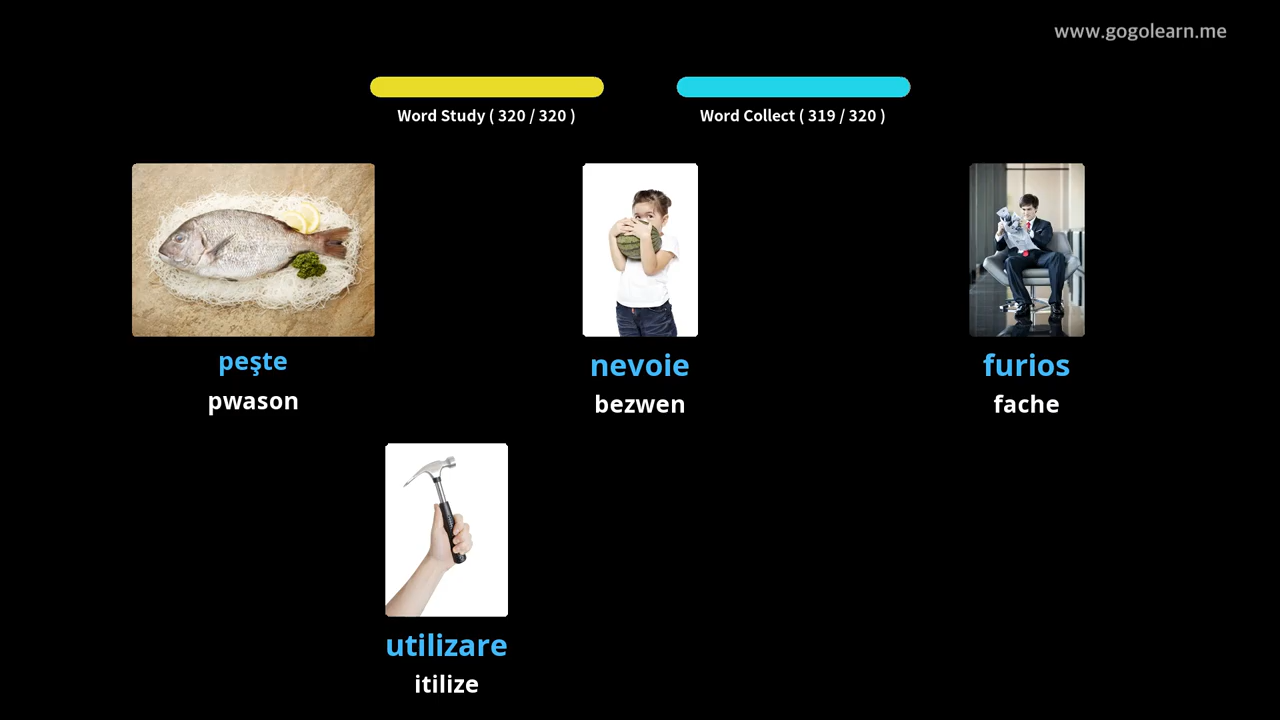 www.gogolearn.me
Word Study ( 320 / 320 )
Word Collect ( 319 / 320 )
peşte
pwason
nevoie
bezwen
furios
fache
utilizare
itilize